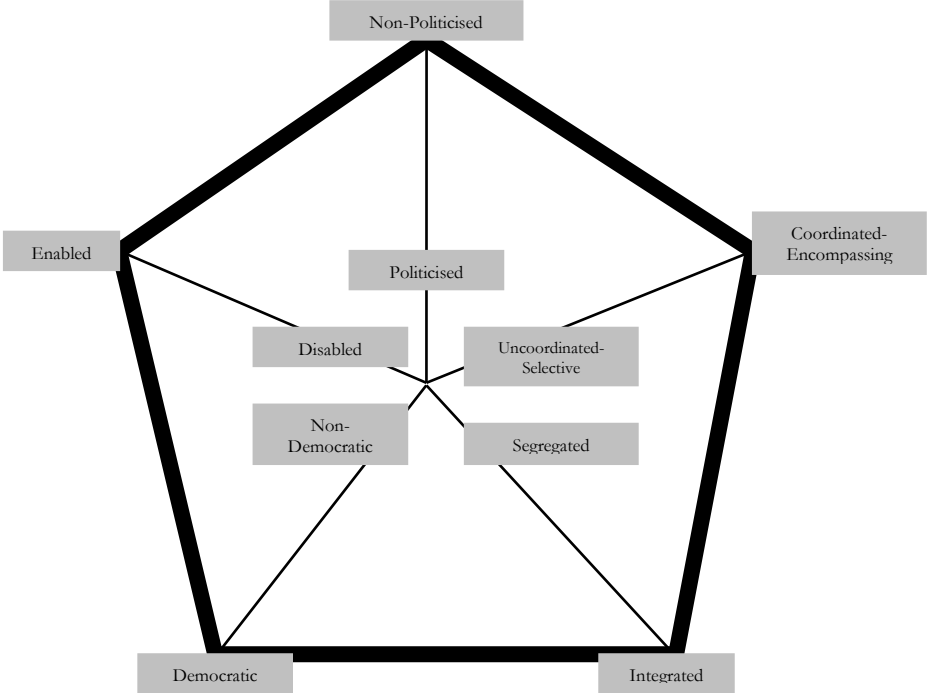 Non-Politicised
Coordinated-
Encompassing
Enabled
Politicised
Disabled
Uncoordinated-
Selective
Non-
Democratic
Segregated
Democratic
Integrated